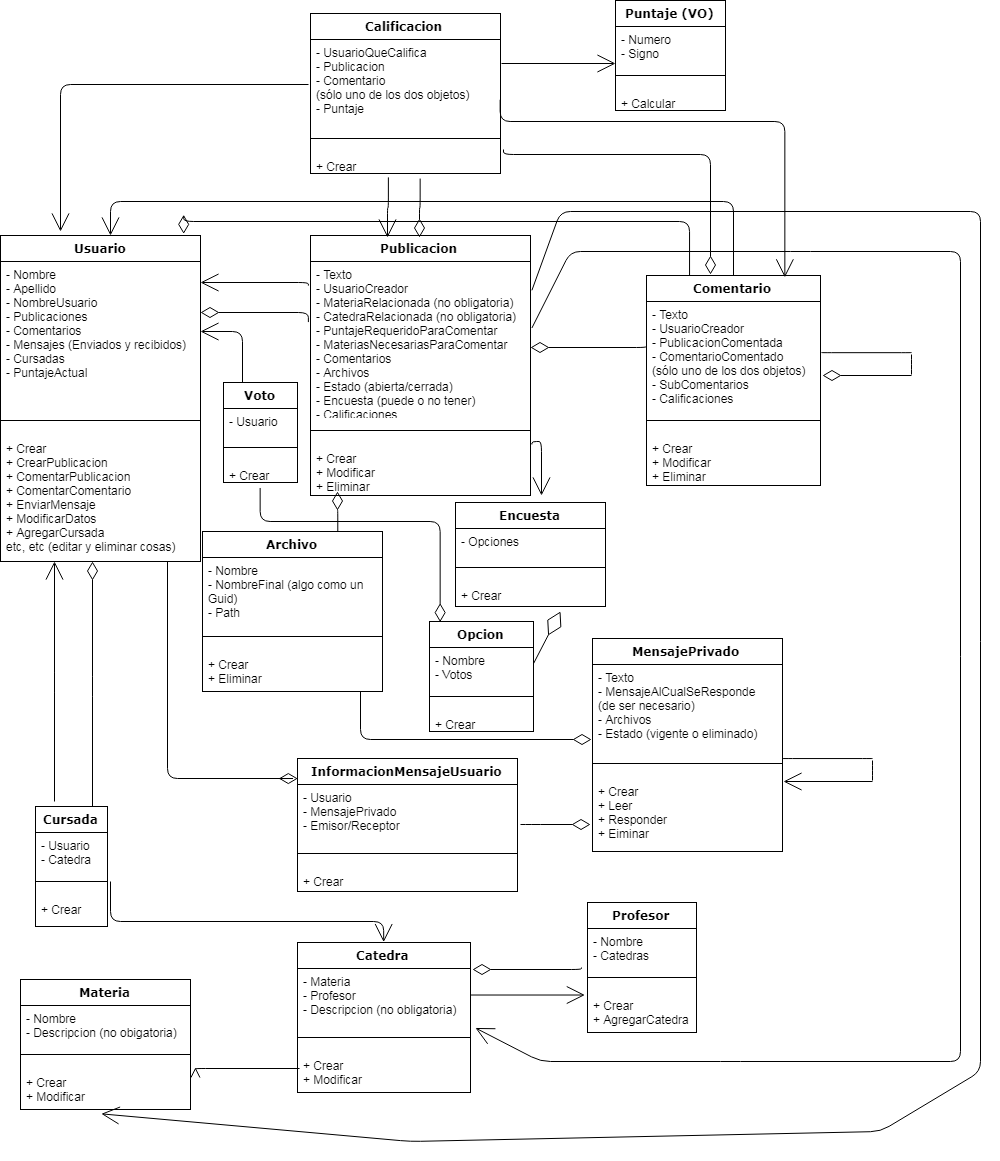 Calificacion
- UsuarioQueCalifica
- Publicacion
- Comentario
(sólo uno de los dos objetos)
- Puntaje
+ Crear
Puntaje (VO)
- Numero
- Signo
+ Calcular
Usuario
- Nombre
- Apellido
- NombreUsuario
- Publicaciones
- Comentarios
- Mensajes (Enviados y recibidos)
- Cursadas
- PuntajeActual
+ Crear
+ CrearPublicacion
+ ComentarPublicacion
+ ComentarComentario
+ EnviarMensaje
+ ModificarDatos
+ AgregarCursada
etc, etc (editar y eliminar cosas)
Publicacion
- Texto
- UsuarioCreador
- MateriaRelacionada (no obligatoria)
- CatedraRelacionada (no obligatoria)
- PuntajeRequeridoParaComentar
- MateriasNecesariasParaComentar
- Comentarios
- Archivos
- Estado (abierta/cerrada)
- Encuesta (puede o no tener)
- Calificaciones
+ Crear
+ Modificar
+ Eliminar
Comentario
- Texto
- UsuarioCreador
- PublicacionComentada
- ComentarioComentado
(sólo uno de los dos objetos)
- SubComentarios
- Calificaciones
+ Crear
+ Modificar
+ Eliminar
Voto
- Usuario
+ Crear
Encuesta
- Opciones
+ Crear
Archivo
- Nombre
- NombreFinal (algo como un
Guid)
- Path
+ Crear
+ Eliminar
Opcion
- Nombre
- Votos
+ Crear
MensajePrivado
- Texto
- MensajeAlCualSeResponde
(de ser necesario)
- Archivos
- Estado (vigente o eliminado)
+ Crear
+ Leer
+ Responder
+ Eiminar
InformacionMensajeUsuario
- Usuario
- MensajePrivado
- Emisor/Receptor
+ Crear
Cursada
- Usuario
- Catedra
+ Crear
Profesor
- Nombre
- Catedras
+ Crear
+ AgregarCatedra
Catedra
- Materia
- Profesor
- Descripcion (no obligatoria)
+ Crear
+ Modificar
Materia
- Nombre
- Descripcion (no obigatoria)
+ Crear
+ Modificar